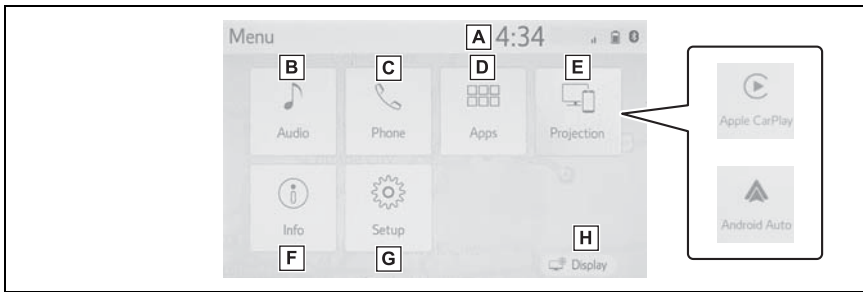 Menu A 4:34
B C D E
Audio Phone Apps Projection
Apple CarPlay
Info Setup
Android Auto
F G H
Display